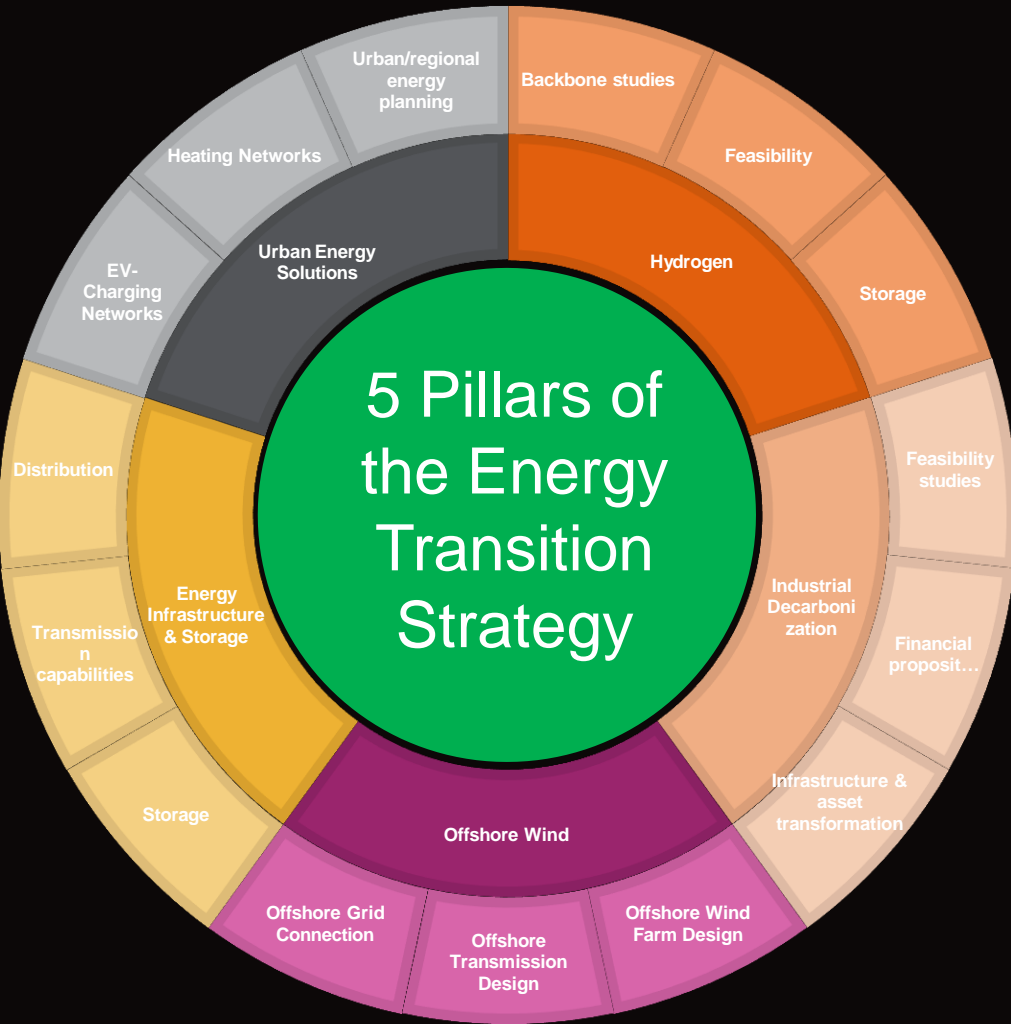 5 Pillars of
the Energy
Transition
Strategy
Hydrogen
Backbone studies
Feasibility
Storage
Industrial
Decarboni
zation
Feasibility
studies
Financial
proposit...
Infrastructure &
asset
transformation
Offshore Wind
Offshore Wind
Farm Design
Offshore
Transmission
Design
Offshore Grid
Connection
Energy
Infrastructure
& Storage
Storage
Transmissio
n
capabilities
Distribution
Urban Energy
Solutions
EV-
Charging
Networks
Heating Networks
Urban/regional
energy
planning